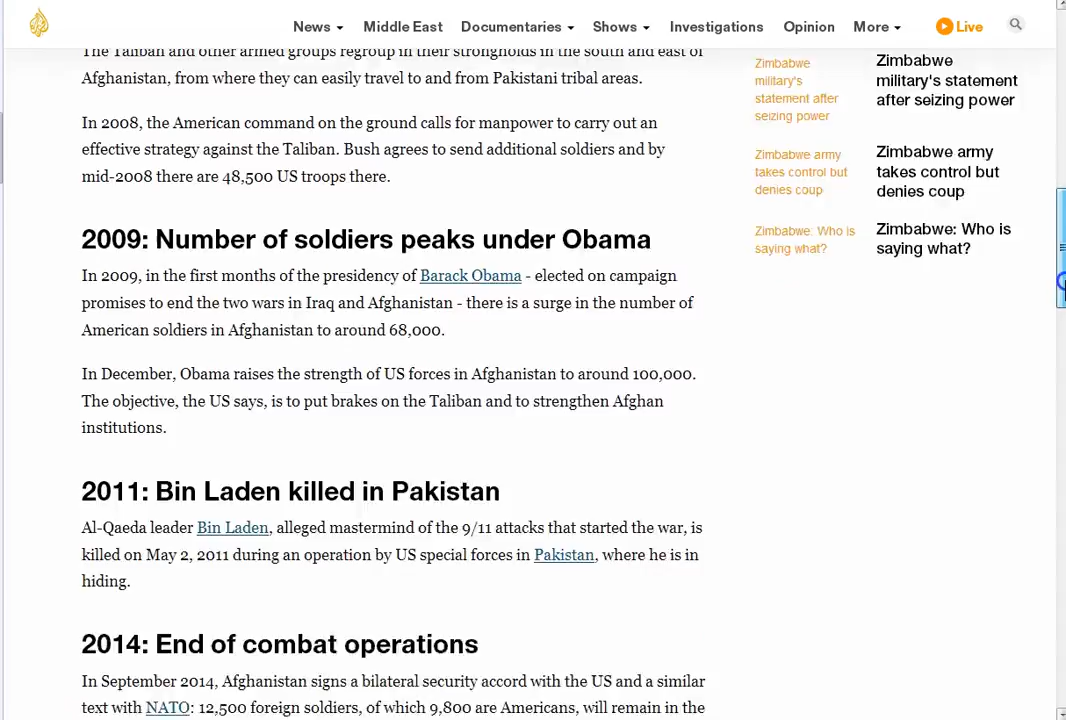 News Middle East Documentaries Shows Investigations Opinion More Live
The Taliban and other armed groups regroup in their strongholds in the south and east of
Afghanistan, from where they can easily travel to and from Pakistani tribal areas.
In 2008, the American command on the ground calls for manpower to carry out an
effective strategy against the Taliban. Bush agrees to send additional soldiers and by
mid-2008 there are 48,500 US troops there.
2009: Number of soldiers peaks under Obama
In 2009, in the first months of the presidency of Barack Obama - elected on campaign
promises to end the two wars in Iraq and Afghanistan - there is a surge in the number of
American soldiers in Afghanistan to around 68,000.
In December, Obama raises the strength of US forces in Afghanistan to around 100,000.
The objective, the US says, is to put brakes on the Taliban and to strengthen Afghan
institutions.
2011: Bin Laden killed in Pakistan
Al-Qaeda leader Bin Laden, alleged mastermind of the 9/11 attacks that started the war, is
killed on May 2, 2011 during an operation by US special forces in Pakistan, where he is in
hiding.
2014: End of combat operations
In September 2014, Afghanistan signs a bilateral security accord with the US and a similar
text with NATO: 12,500 foreign soldiers, of which 9,800 are Americans, will remain in the
Zimbabwe
military's
statement after
seizing power
Zimbabwe
military's statement
after seizing power
Zimbabwe army
takes control but
denies coup
Zimbabwe army
takes control but
denies coup
Zimbabwe: Who is
saying what?
Zimbabwe: Who is
saying what?